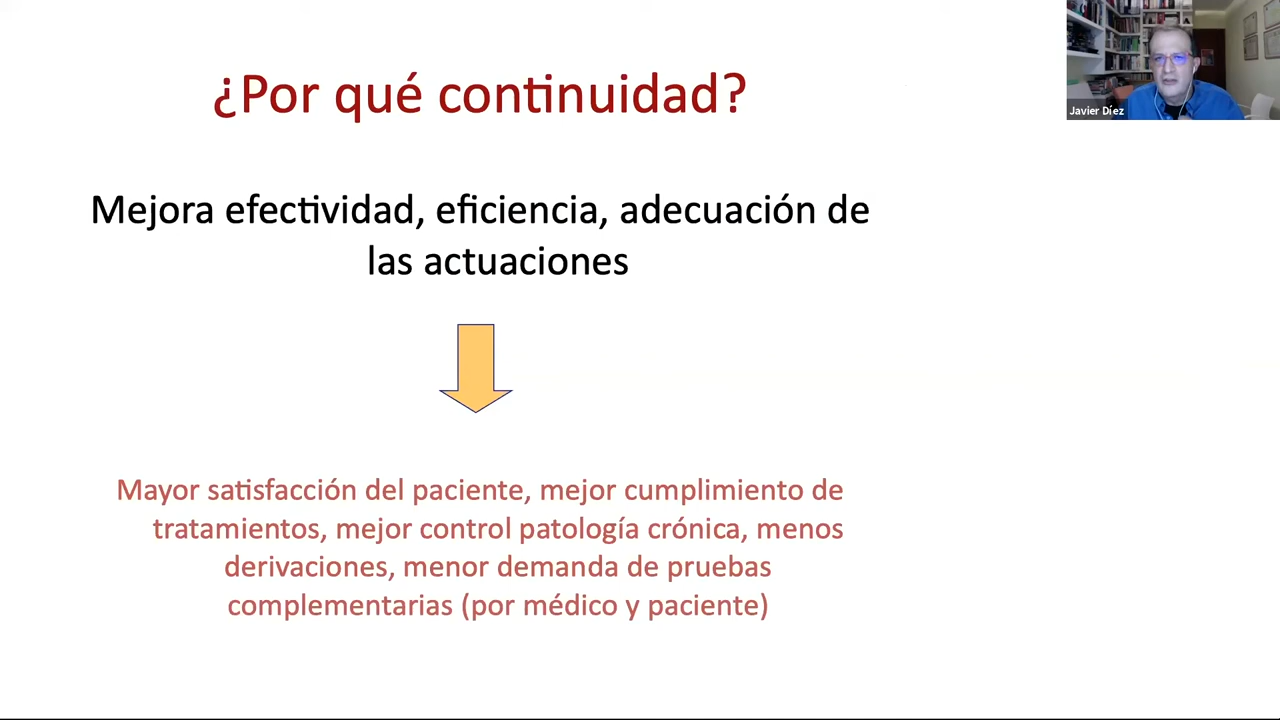 ¿Por qué continuidad?
Javier Díez
Mejora efectividad, eficiencia, adecuación de
las actuaciones
Mayor satisfacción del paciente, mejor cumplimiento de
tratamientos, mejor control patología crónica, menos
derivaciones, menor demanda de pruebas
complementarias (por médico y paciente)